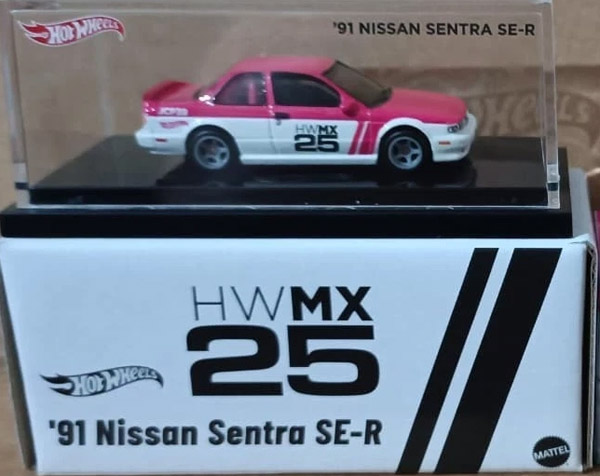 Hot Wheels
'91 NISSAN SENTRA SE-R
HWMX
25
HWMX
25
Hot Wheels
'91 Nissan Sentra SE-R
MATTEL